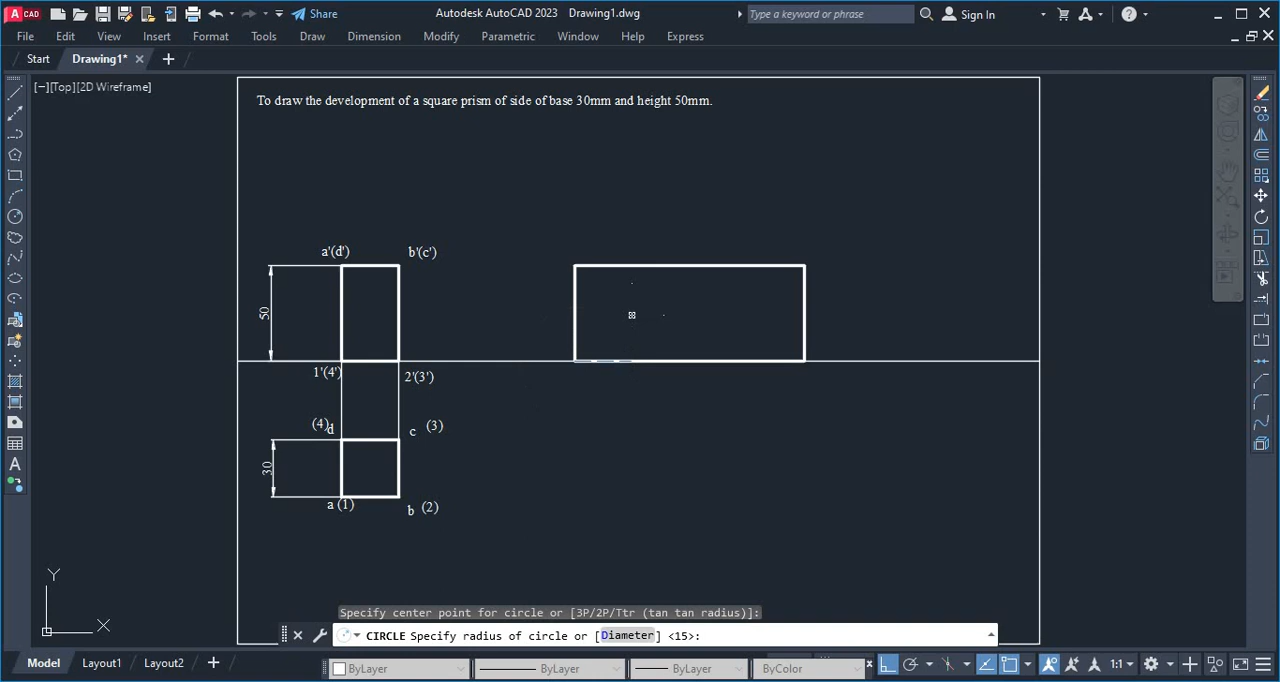 A CAD Share Autodesk AutoCAD 2023 Drawing1.dwg Type a keyword or phrase Sign In
File Edit View Insert Format Tools Draw Dimension Modify Parametric Window Help Express
Start Drawing1*
[−][Top][2D Wireframe]
To draw the development of a square prism of side of base 30mm and height 50mm.
a'(d') b'(c')
50
1'(4') 2'(3')
(4) d c (3)
30
a (1) b (2)
Y
X
Specify center point for circle or [3P/2P/Ttr (tan tan radius)]:
CIRCLE Specify radius of circle or [Diameter] <15>:
Model Layout1 Layout2 ByLayer ByLayer ByLayer ByColor 1:1